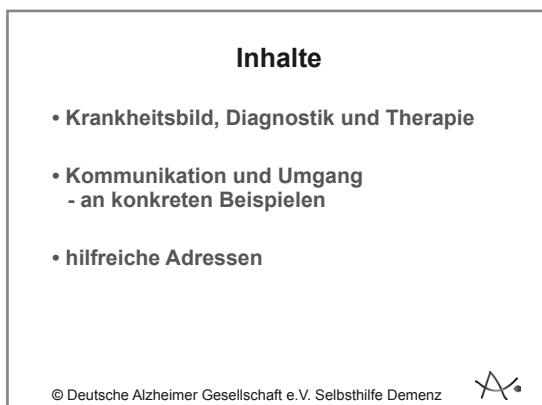 Inhalte
• Krankheitsbild, Diagnostik und Therapie
• Kommunikation und Umgang
- an konkreten Beispielen
• hilfreiche Adressen
© Deutsche Alzheimer Gesellschaft e.V. Selbsthilfe Demenz